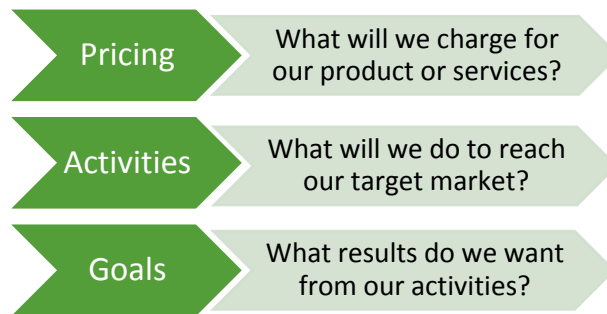 Pricing
What will we charge for
our product or services?
Activities
What will we do to reach
our target market?
Goals
What results do we want
from our activities?